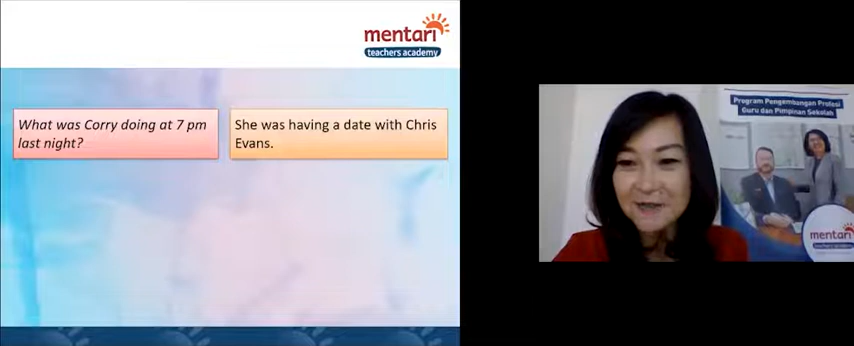 mentari
teachers academy
What was Corry doing at 7 pm
last night?
She was having a date with Chris
Evans.
Program Pengembangan Profesi
Guru dan Pimpinan Sekolah
mentari
teachers academy